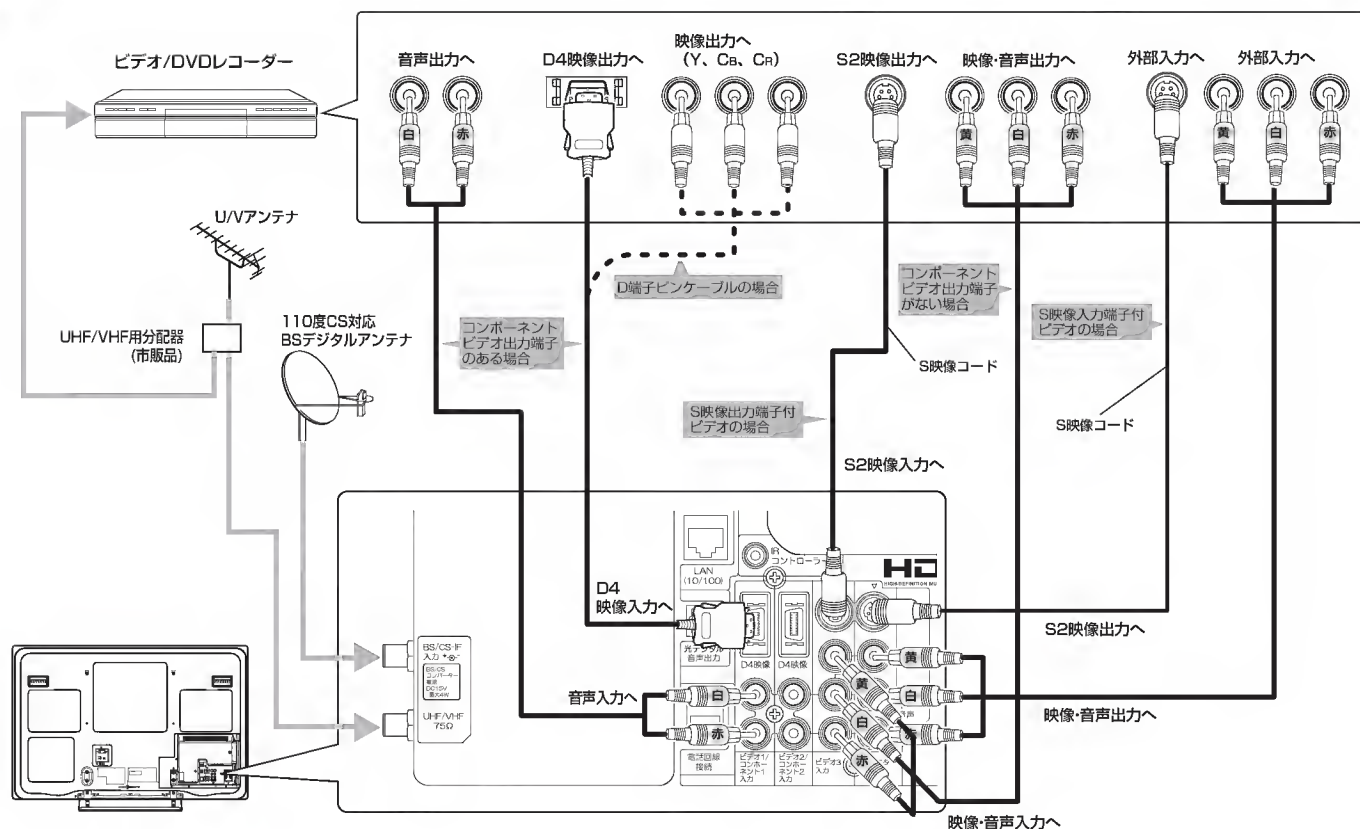 ビデオ/DVDレコーダー
音声出力へ
D4映像出力へ
映像出力へ
(Y、CB、CR)
S2映像出力へ
映像・音声出力へ
外部入力へ
外部入力へ
白
赤
黄
白
赤
黄
白
赤
U/Vアンテナ
UHF/VHF用分配器
(市販品)
110度CS対応
BSデジタルアンテナ
コンポーネント
ビデオ出力端子
のある場合
D端子ピンケーブルの場合
コンポーネント
ビデオ出力端子
がない場合
S映像入力端子付
ビデオの場合
S映像コード
S映像コード
S映像出力端子付
ビデオの場合
S2映像入力へ
IR
コントローラー
LAN
(10/100)
HD
D4
映像入力へ
S2映像出力へ
BS/CS-IF
入力
BS/CS
コンバーター
電源
DC15V
最大4W
UHF/VHF
75Ω
光デジタル
音声出力
D4映像
D4映像
音声入力へ
白
赤
黄
白
赤
黄
白
赤
映像・音声出力へ
電話回線
接続
ビデオ1/
コンポー
ネント1
入力
ビデオ2/
コンポー
ネント2
入力
ビデオ3
入力
映像・音声入力へ